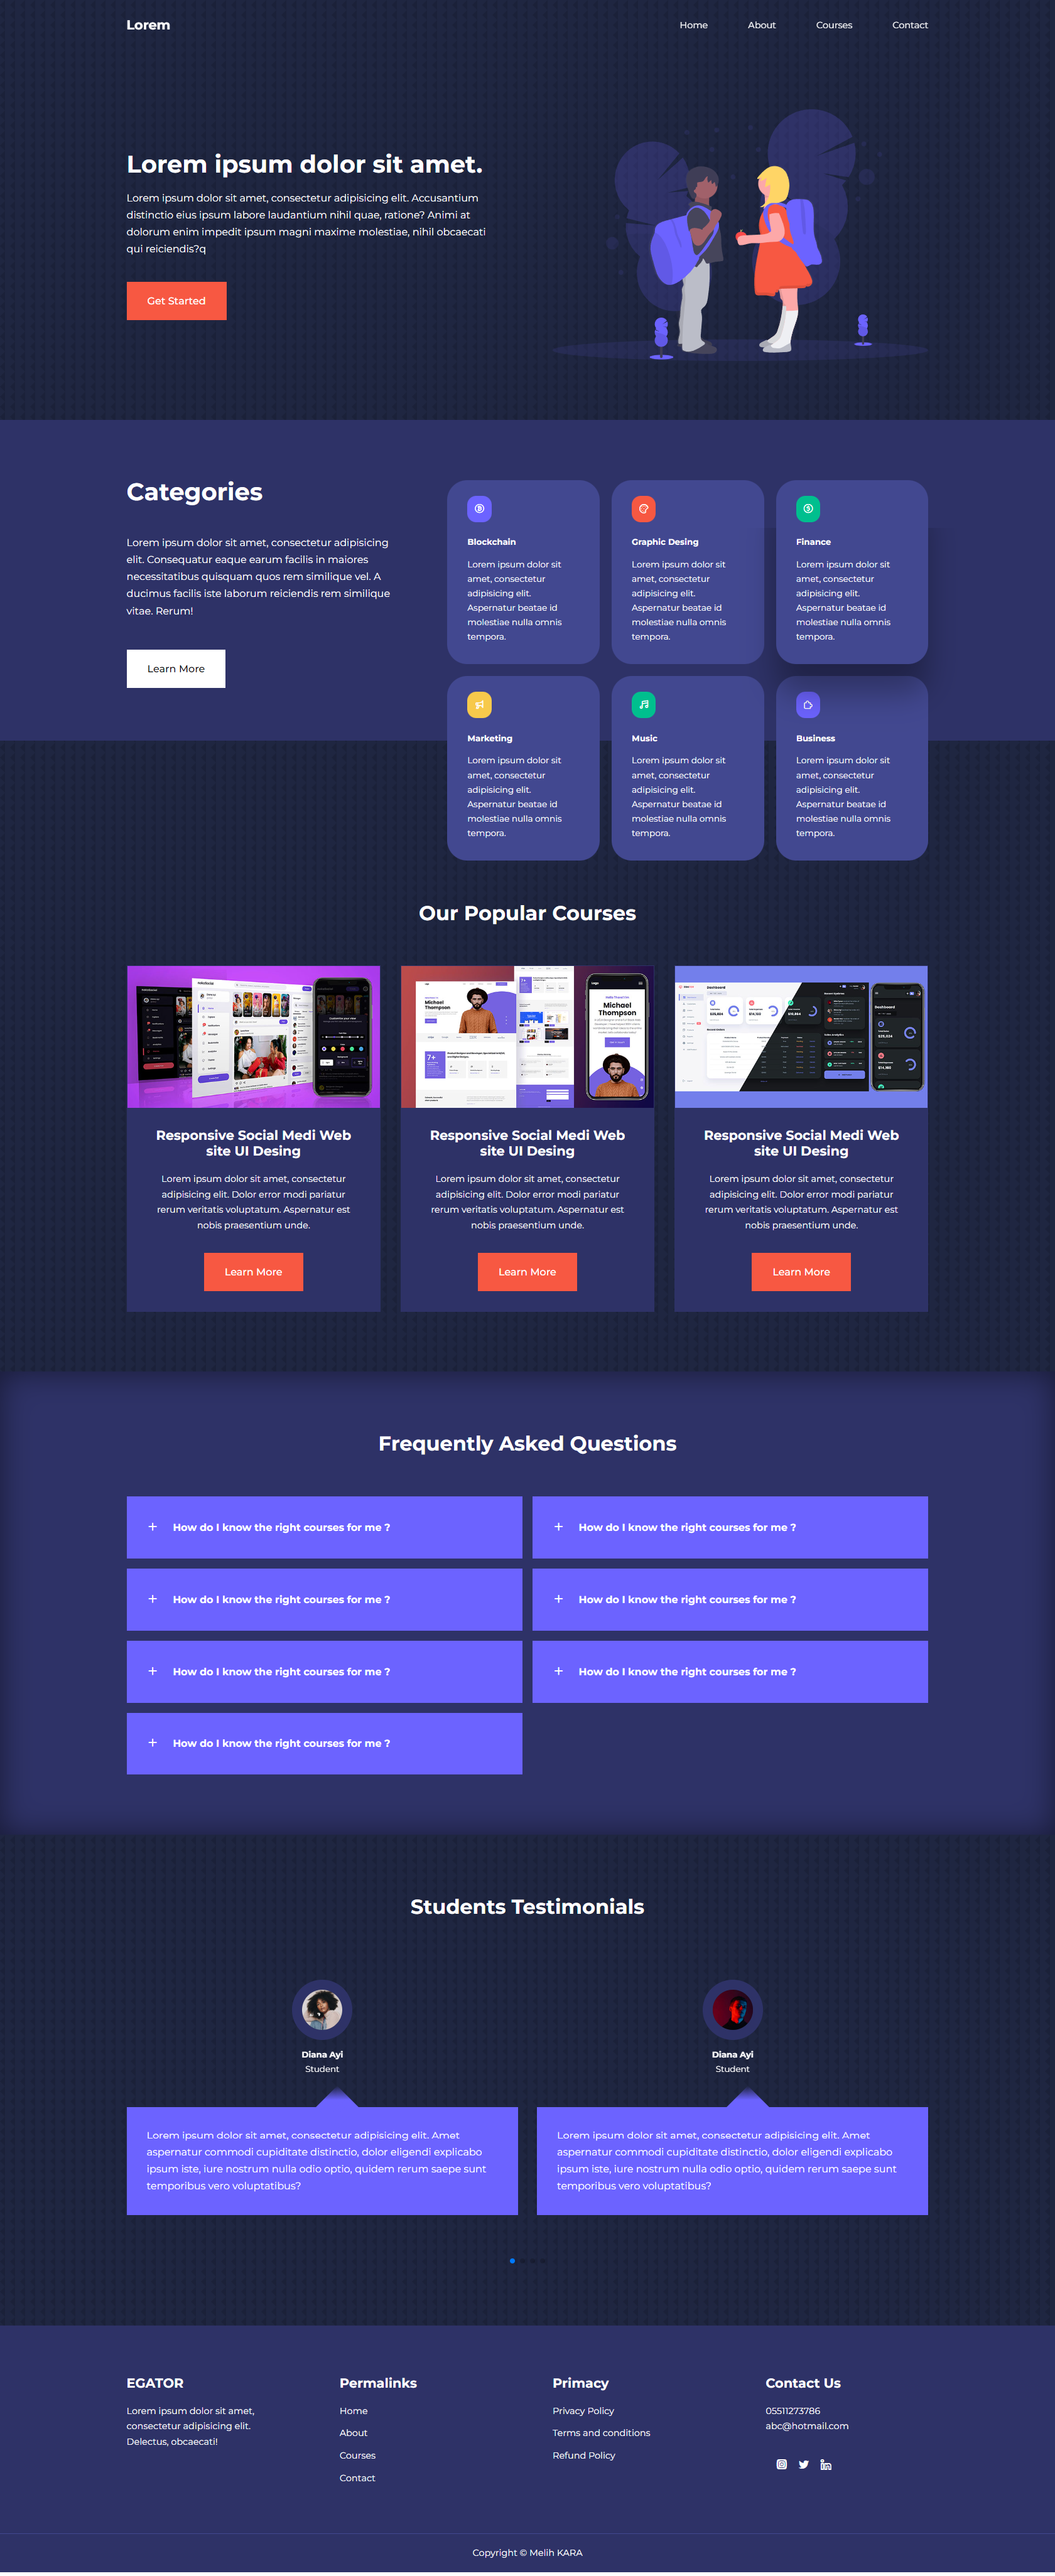 Lorem
Home
About
Courses
Contact
Lorem ipsum dolor sit amet.
Lorem ipsum dolor sit amet, consectetur adipisicing elit. Accusantium
distinctio eius ipsum labore laudantium nihil quae, ratione? Animi at
dolorum enim impedit ipsum magni maxime molestiae, nihil obcaecati
qui reiciendis?q
Get Started
Categories
Lorem ipsum dolor sit amet, consectetur adipisicing
elit. Consequatur eaque earum facilis in maiores
necessitatibus quisquam quos rem similique vel. A
ducimus facilis iste laborum reiciendis rem similique
vitae. Rerum!
Learn More
Blockchain
Lorem ipsum dolor sit
amet, consectetur
adipisicing elit.
Aspernatur beatae id
molestiae nulla omnis
tempora.
Graphic Desing
Lorem ipsum dolor sit
amet, consectetur
adipisicing elit.
Aspernatur beatae id
molestiae nulla omnis
tempora.
Finance
Lorem ipsum dolor sit
amet, consectetur
adipisicing elit.
Aspernatur beatae id
molestiae nulla omnis
tempora.
Marketing
Lorem ipsum dolor sit
amet, consectetur
adipisicing elit.
Aspernatur beatae id
molestiae nulla omnis
tempora.
Music
Lorem ipsum dolor sit
amet, consectetur
adipisicing elit.
Aspernatur beatae id
molestiae nulla omnis
tempora.
Business
Lorem ipsum dolor sit
amet, consectetur
adipisicing elit.
Aspernatur beatae id
molestiae nulla omnis
tempora.
Our Popular Courses
Michael
Thompson
7+
Michael
Thompson
Dashboard
Dashboard
Responsive Social Medi Web
site UI Desing
Lorem ipsum dolor sit amet, consectetur
adipisicing elit. Dolor error modi pariatur
rerum veritatis voluptatum. Aspernatur est
nobis praesentium unde.
Learn More
Responsive Social Medi Web
site UI Desing
Lorem ipsum dolor sit amet, consectetur
adipisicing elit. Dolor error modi pariatur
rerum veritatis voluptatum. Aspernatur est
nobis praesentium unde.
Learn More
Responsive Social Medi Web
site UI Desing
Lorem ipsum dolor sit amet, consectetur
adipisicing elit. Dolor error modi pariatur
rerum veritatis voluptatum. Aspernatur est
nobis praesentium unde.
Learn More
Frequently Asked Questions
+ How do I know the right courses for me ?
+ How do I know the right courses for me ?
+ How do I know the right courses for me ?
+ How do I know the right courses for me ?
+ How do I know the right courses for me ?
+ How do I know the right courses for me ?
+ How do I know the right courses for me ?
Students Testimonials
Diana Ayi
Student
Lorem ipsum dolor sit amet, consectetur adipisicing elit. Amet
aspernatur commodi cupiditate distinctio, dolor eligendi explicabo
ipsum iste, iure nostrum nulla odio optio, quidem rerum saepe sunt
temporibus vero voluptatibus?
Diana Ayi
Student
Lorem ipsum dolor sit amet, consectetur adipisicing elit. Amet
aspernatur commodi cupiditate distinctio, dolor eligendi explicabo
ipsum iste, iure nostrum nulla odio optio, quidem rerum saepe sunt
temporibus vero voluptatibus?
EGATOR
Lorem ipsum dolor sit amet,
consectetur adipisicing elit.
Delectus, obcaecati!
Permalinks
Home
About
Courses
Contact
Primacy
Privacy Policy
Terms and conditions
Refund Policy
Contact Us
05511273786
abc@hotmail.com
Copyright © Melih KARA